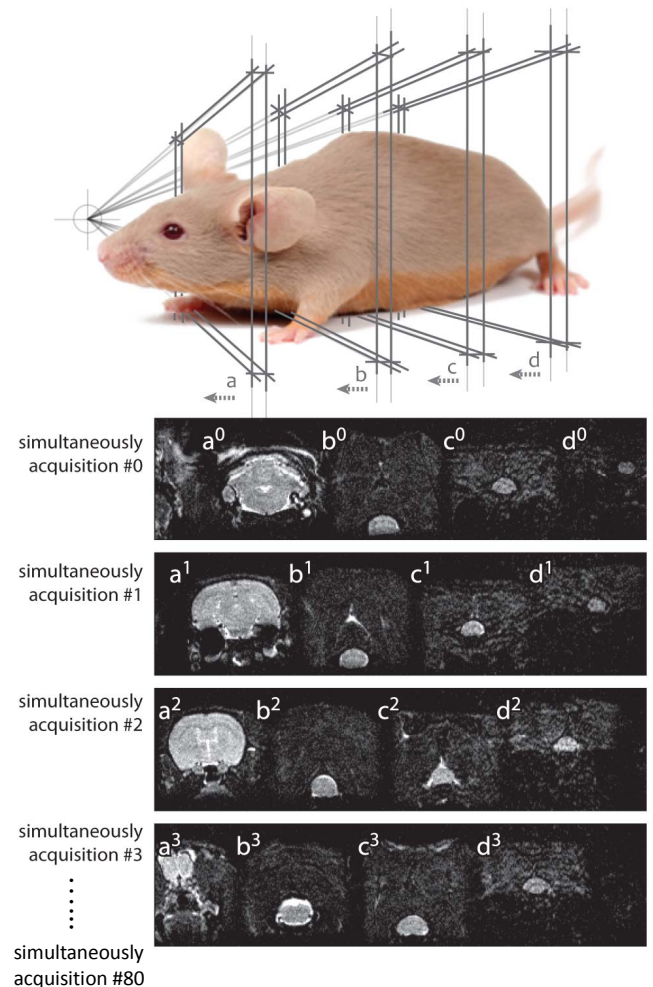 a
b
c
d
simultaneously
acquisition #0
a⁰ b⁰ c⁰ d⁰
simultaneously
acquisition #1
a¹ b¹ c¹ d¹
simultaneously
acquisition #2
a² b² c² d²
simultaneously
acquisition #3
a³ b³ c³ d³
simultaneously
acquisition #80